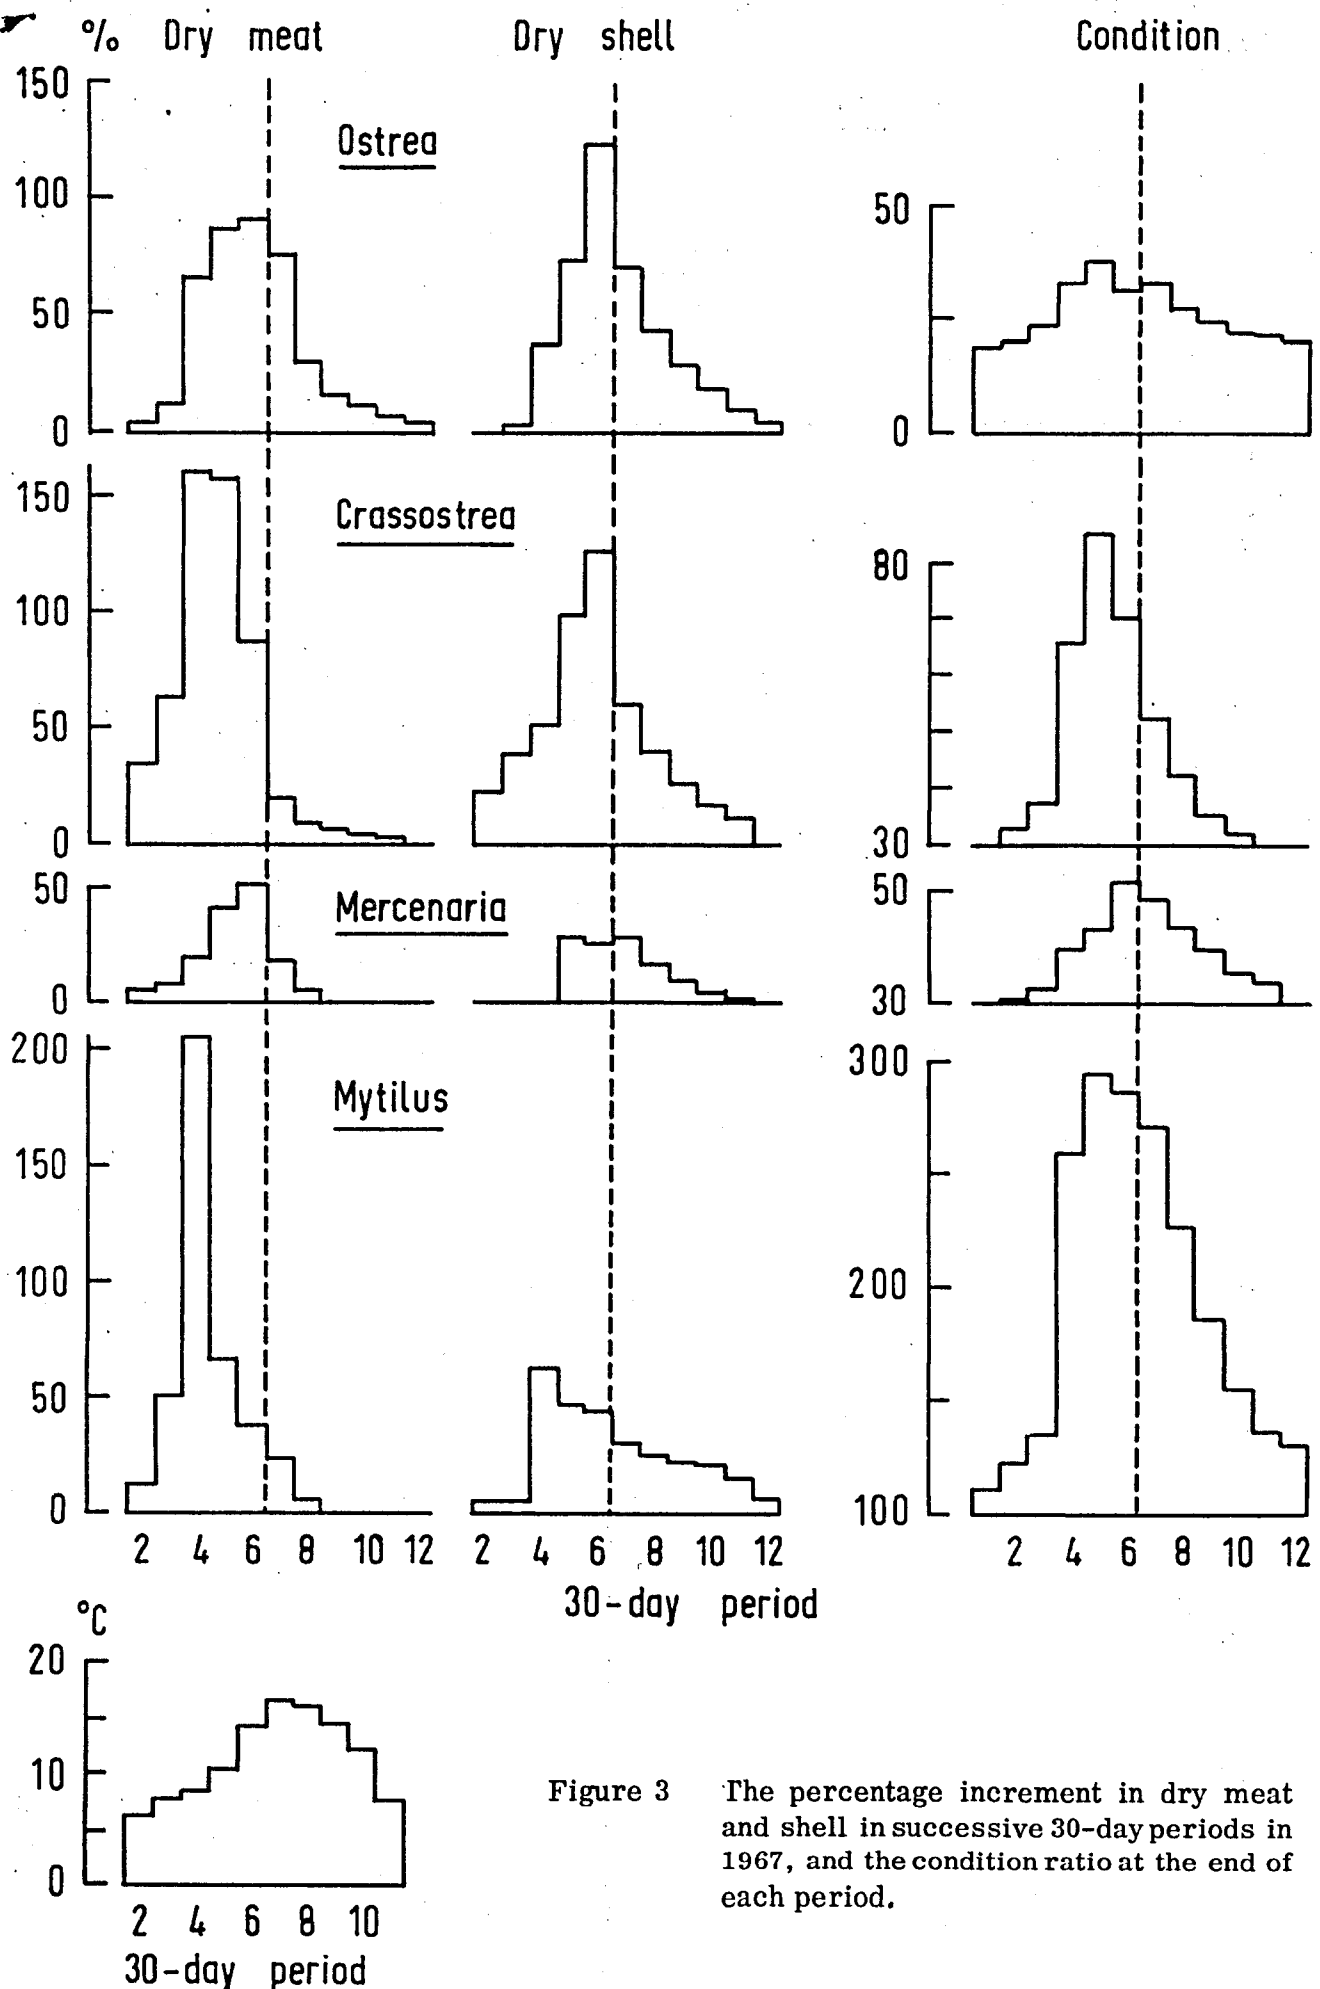 % Dry meat Dry shell Condition
150
100
50
0
Ostrea
50
0
150
100
50
0
Crassostrea
80
30
50
0
Mercenaria
50
30
200
150
100
50
0
Mytilus
300
200
100
2 4 6 8 10 12 2 4 6 8 10 12 2 4 6 8 10 12
30-day period
°C
20
10
0
2 4 6 8 10
30-day period
Figure 3 The percentage increment in dry meat
and shell in successive 30-day periods in
1967, and the condition ratio at the end of
each period.